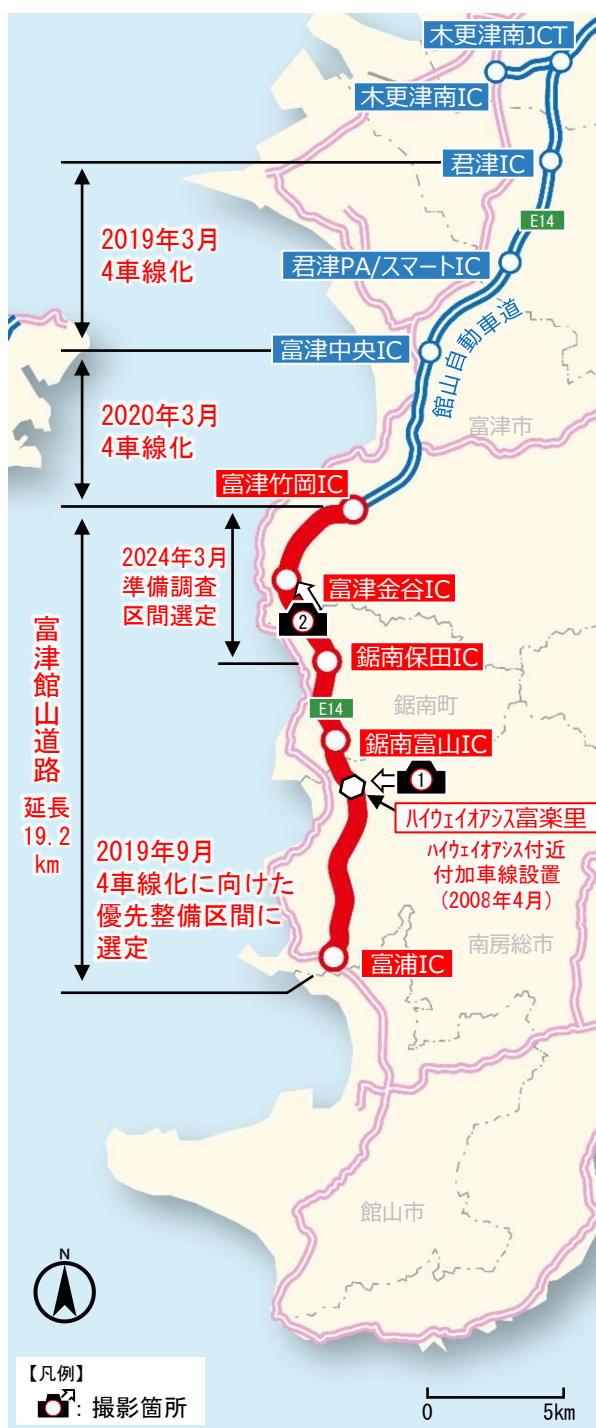 木更津南JCT
木更津南IC
君津IC
E14
2019年3月
4車線化
君津PA/スマートIC
富津中央IC
館山自動車道
2020年3月
4車線化
富津市
富津竹岡IC
2024年3月
準備調査
区間選定
富津金谷IC
2
鋸南保田IC
富津館山道路
延長
19.2
km
E14
鋸南町
鋸南富山IC
1
ハイウェイオアシス富楽里
ハイウェイオアシス付近
付加車線設置
(2008年4月)
2019年9月
4車線化に向けた
優先整備区間に
選定
南房総市
富浦IC
館山市
N
【凡例】
:撮影箇所
0 5km